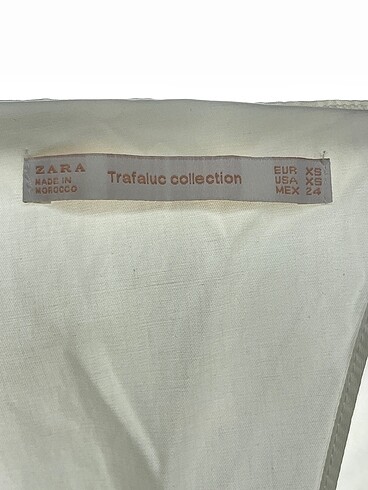 ZARA
MADE IN
MOROCCO
Trafaluc collection
EUR XS
USA XS
MEX 24